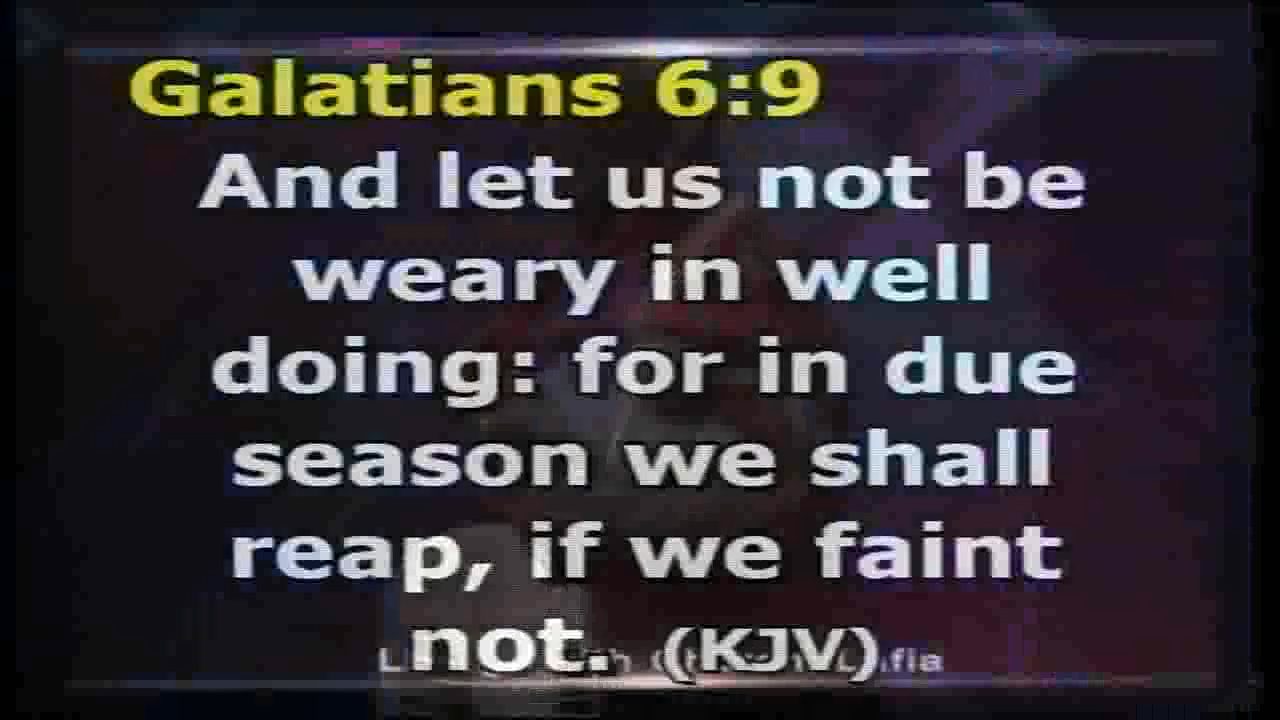 Galatians 6:9
And let us not be
weary in well
doing: for in due
season we shall
reap, if we faint
not. (KJV)